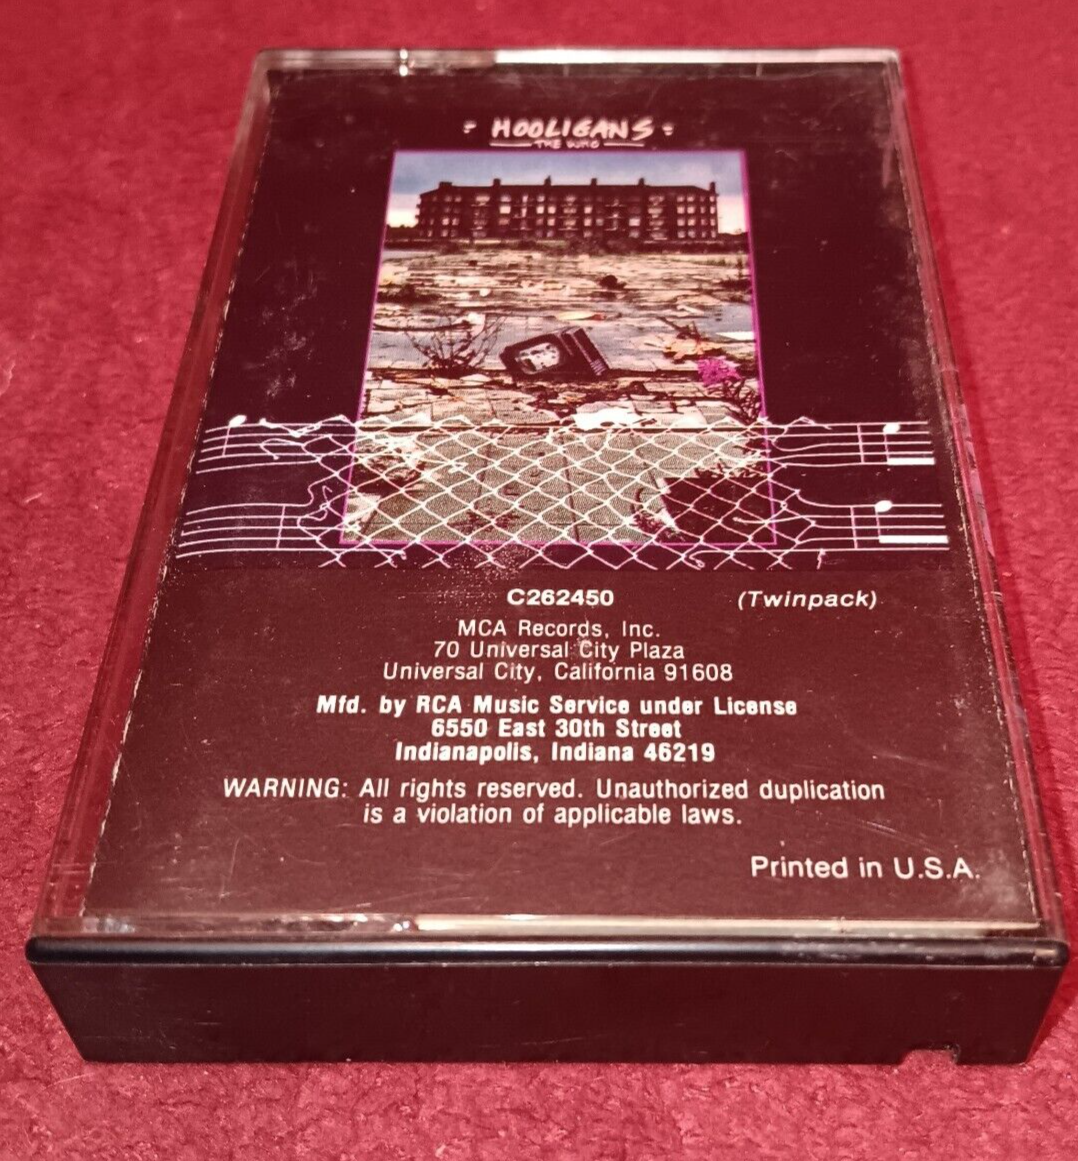 HOOLIGANS
THE WHO
C262450 (Twinpack)
MCA Records, Inc.
70 Universal City Plaza
Universal City, California 91608
Mfd. by RCA Music Service under License
6550 East 30th Street
Indianapolis, Indiana 46219
WARNING: All rights reserved. Unauthorized duplication
is a violation of applicable laws.
Printed in U.S.A.